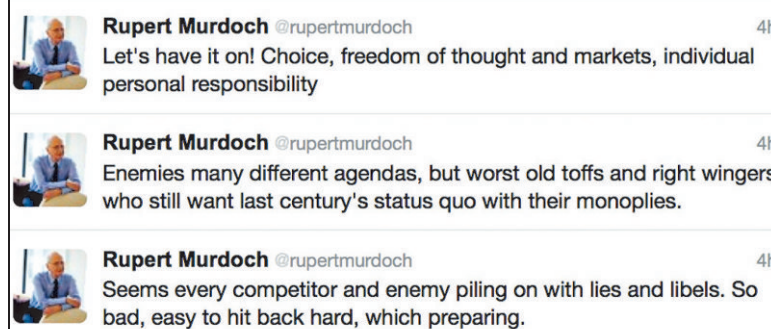 Rupert Murdoch @rupertmurdoch 4h
Let's have it on! Choice, freedom of thought and markets, individual
personal responsibility
Rupert Murdoch @rupertmurdoch 4h
Enemies many different agendas, but worst old toffs and right wingers
who still want last century's status quo with their monoplies.
Rupert Murdoch @rupertmurdoch 4h
Seems every competitor and enemy piling on with lies and libels. So
bad, easy to hit back hard, which preparing.